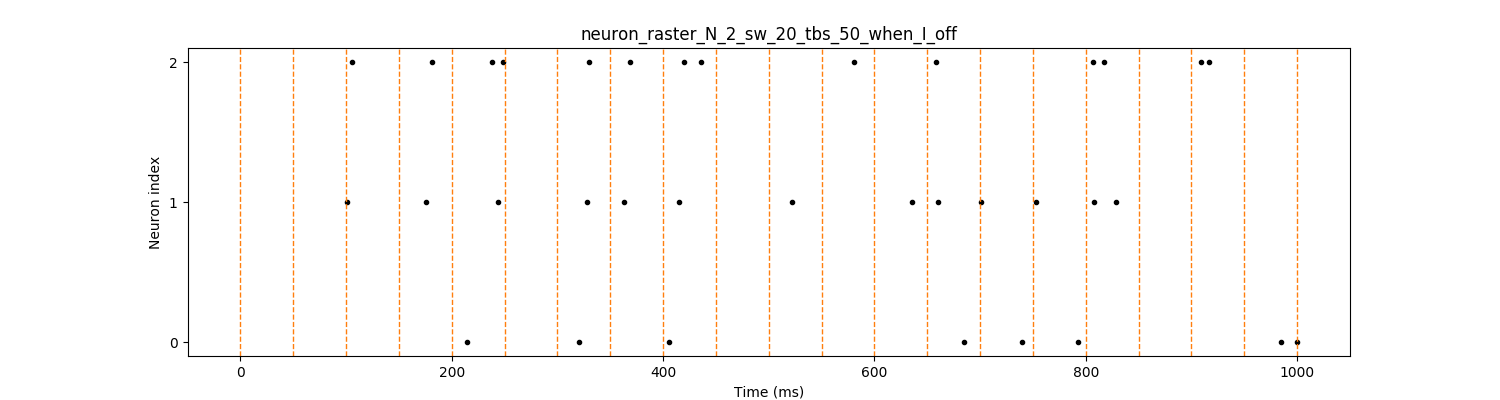 neuron_raster_N_2_sw_20_tbs_50_when_I_off
2
1
0
Neuron index
0 200 400 600 800 1000
Time (ms)